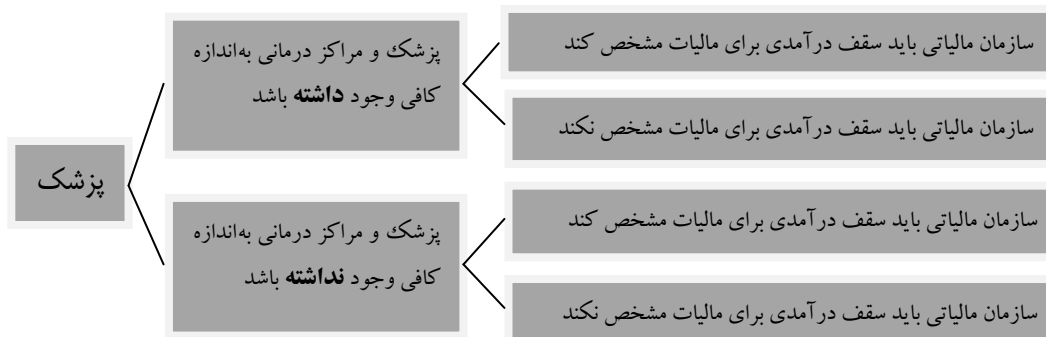 پزشک
پزشک و مراکز درمانی به‌اندازه
کافی وجود داشته باشد
سازمان مالیاتی باید سقف درآمدی برای مالیات مشخص کند
سازمان مالیاتی باید سقف درآمدی برای مالیات مشخص نکند
پزشک و مراکز درمانی به‌اندازه
کافی وجود نداشته باشد
سازمان مالیاتی باید سقف درآمدی برای مالیات مشخص کند
سازمان مالیاتی باید سقف درآمدی برای مالیات مشخص نکند